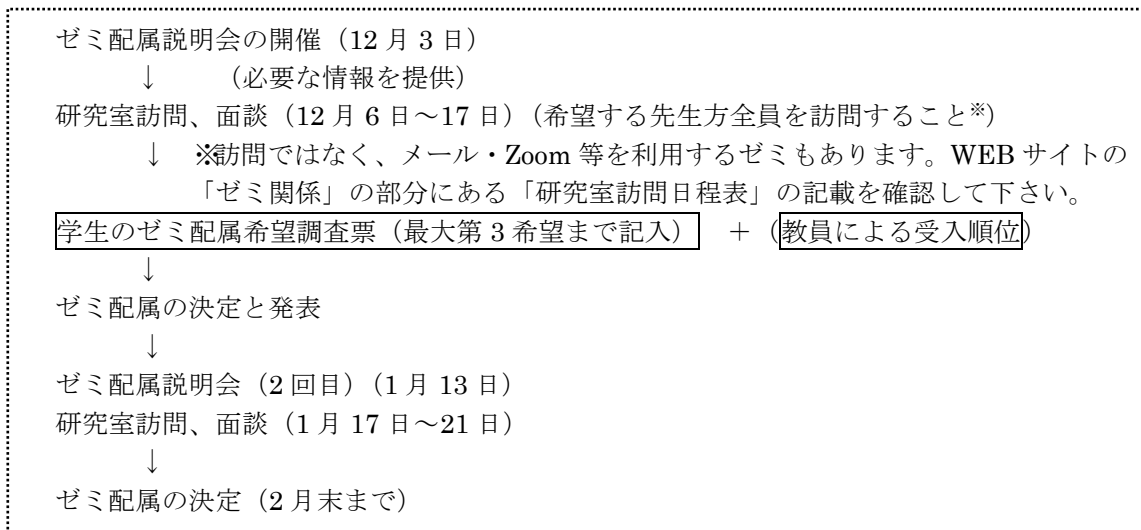 ゼミ配属説明会の開催（12 月 3 日）
↓ （必要な情報を提供）
研究室訪問、面談（12 月 6 日～17 日）（希望する先生方全員を訪問すること※）
↓ ※訪問ではなく、メール・Zoom 等を利用するゼミもあります。WEB サイトの
「ゼミ関係」の部分にある「研究室訪問日程表」の記載を確認して下さい。
学生のゼミ配属希望調査票（最大第 3 希望まで記入） ＋（教員による受入順位）
↓
ゼミ配属の決定と発表
↓
ゼミ配属説明会（2 回目）（1 月 13 日）
研究室訪問、面談（1 月 17 日～21 日）
↓
ゼミ配属の決定（2 月末まで）